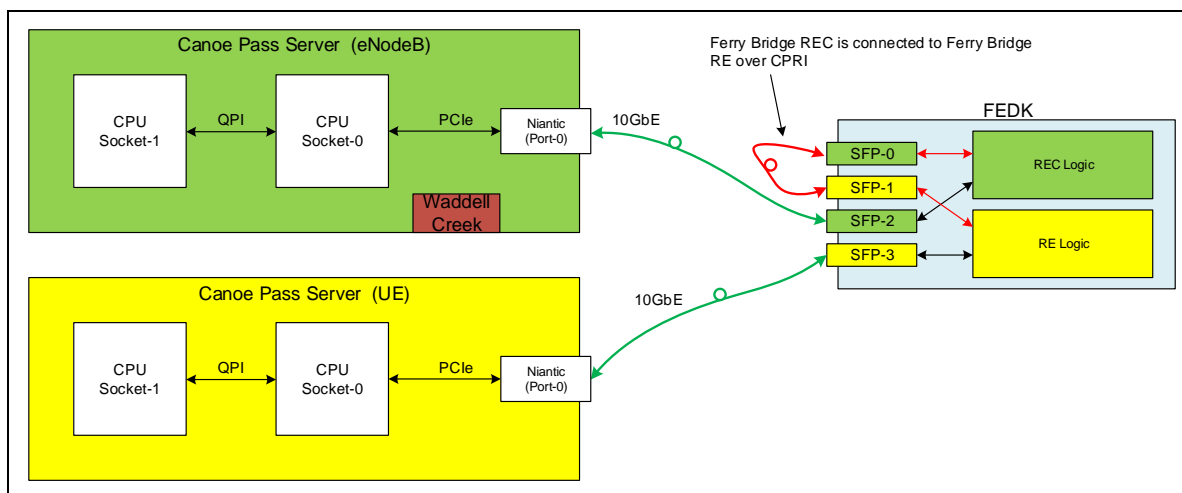 Canoe Pass Server (eNodeB)
CPU
Socket-1
QPI
CPU
Socket-0
PCIe
Niantic
(Port-0)
Waddell
Creek
10GbE
Ferry Bridge REC is connected to Ferry Bridge
RE over CPRI
FEDK
SFP-0
SFP-1
SFP-2
SFP-3
REC Logic
RE Logic
Canoe Pass Server (UE)
CPU
Socket-1
QPI
CPU
Socket-0
PCIe
Niantic
(Port-0)
10GbE